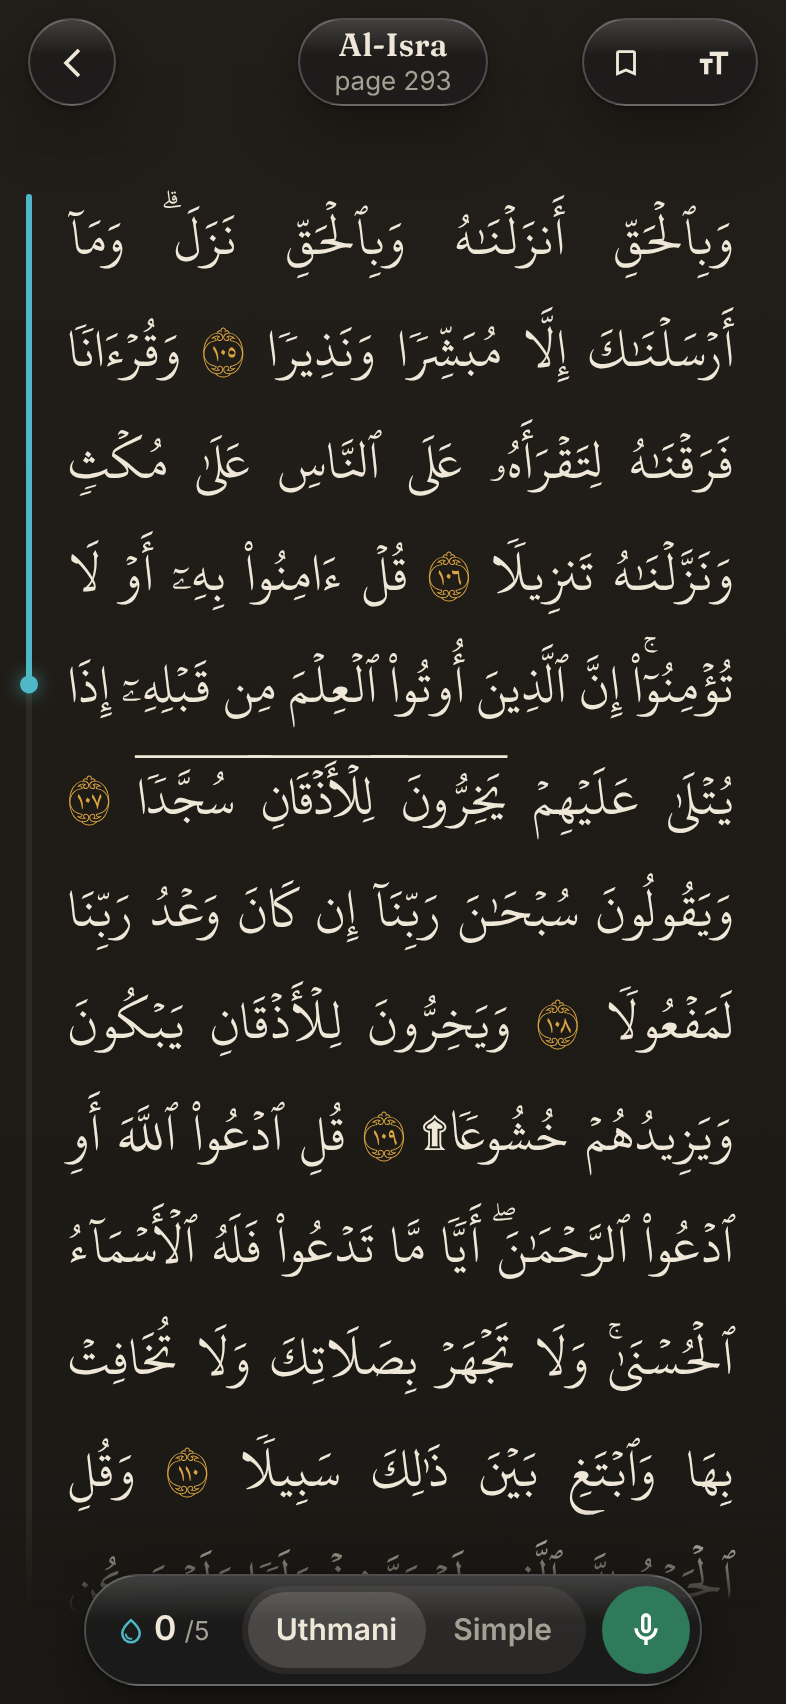 Al-Isra
page 293
وَبِٱلْحَقِّ أَنزَلْنَـٰهُ وَبِٱلْحَقِّ نَزَلَ ۗ وَمَآ
أَرْسَلْنَـٰكَ إِلَّا مُبَشِّرًا وَنَذِيرًا ١٠٥ وَقُرْءَانًا
فَرَقْنَـٰهُ لِتَقْرَأَهُۥ عَلَى ٱلنَّاسِ عَلَىٰ مُكْثٍ
وَنَزَّلْنَـٰهُ تَنزِيلًا ١٠٦ قُلْ ءَامِنُوا۟ بِهِۦٓ أَوْ لَا
تُؤْمِنُوٓا۟ ۚ إِنَّ ٱلَّذِينَ أُوتُوا۟ ٱلْعِلْمَ مِن قَبْلِهِۦٓ إِذَا
يُتْلَىٰ عَلَيْهِمْ يَخِرُّونَ لِلْأَذْقَانِ سُجَّدًا ١٠٧
وَيَقُولُونَ سُبْحَـٰنَ رَبِّنَآ إِن كَانَ وَعْدُ رَبِّنَا
لَمَفْعُولًا ١٠٨ وَيَخِرُّونَ لِلْأَذْقَانِ يَبْكُونَ
وَيَزِيدُهُمْ خُشُوعًا ۩ ١٠٩ قُلِ ٱدْعُوا۟ ٱللَّهَ أَوِ
ٱدْعُوا۟ ٱلرَّحْمَـٰنَ ۖ أَيًّا مَّا تَدْعُوا۟ فَلَهُ ٱلْأَسْمَآءُ
ٱلْحُسْنَىٰ ۚ وَلَا تَجْهَرْ بِصَلَاتِكَ وَلَا تُخَافِتْ
بِهَا وَٱبْتَغِ بَيْنَ ذَٰلِكَ سَبِيلًا ١١٠ وَقُلِ
0 /5 Uthmani Simple